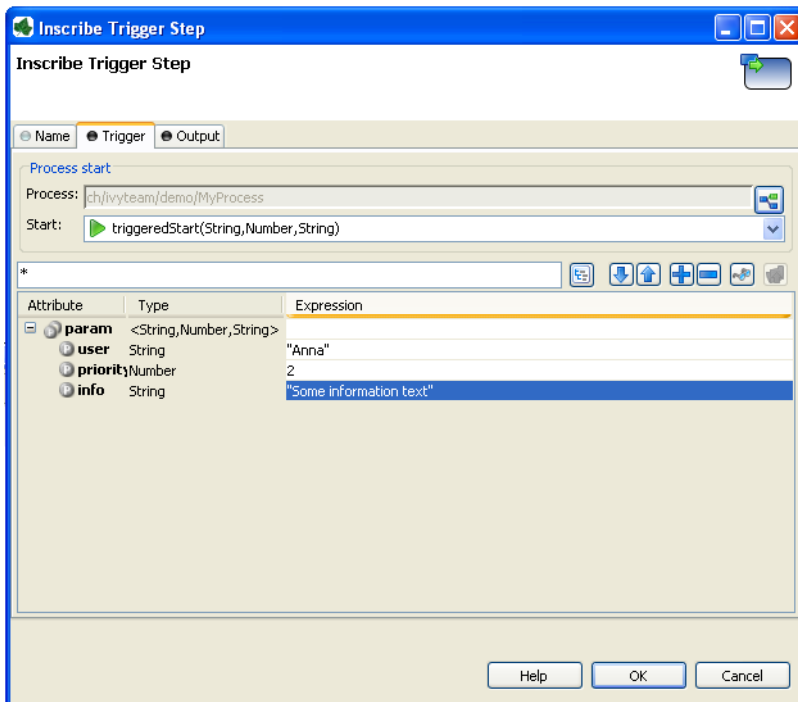 Inscribe Trigger Step
Inscribe Trigger Step
Name Trigger Output
Process start
Process: ch/ivyteam/demo/MyProcess
Start: triggeredStart(String,Number,String)
*
Attribute Type Expression
param <String,Number,String>
user String "Anna"
priority Number 2
info String "Some information text"
Help OK Cancel